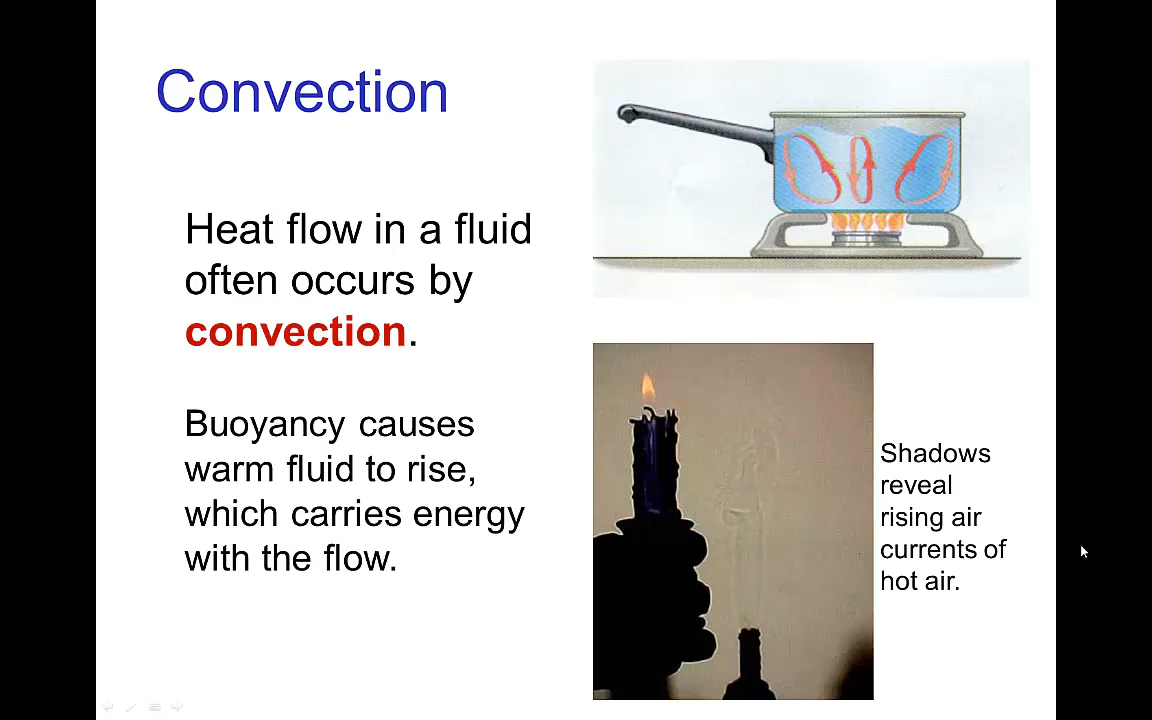 Convection
Heat flow in a fluid
often occurs by
convection.
Buoyancy causes
warm fluid to rise,
which carries energy
with the flow.
Shadows
reveal
rising air
currents of
hot air.